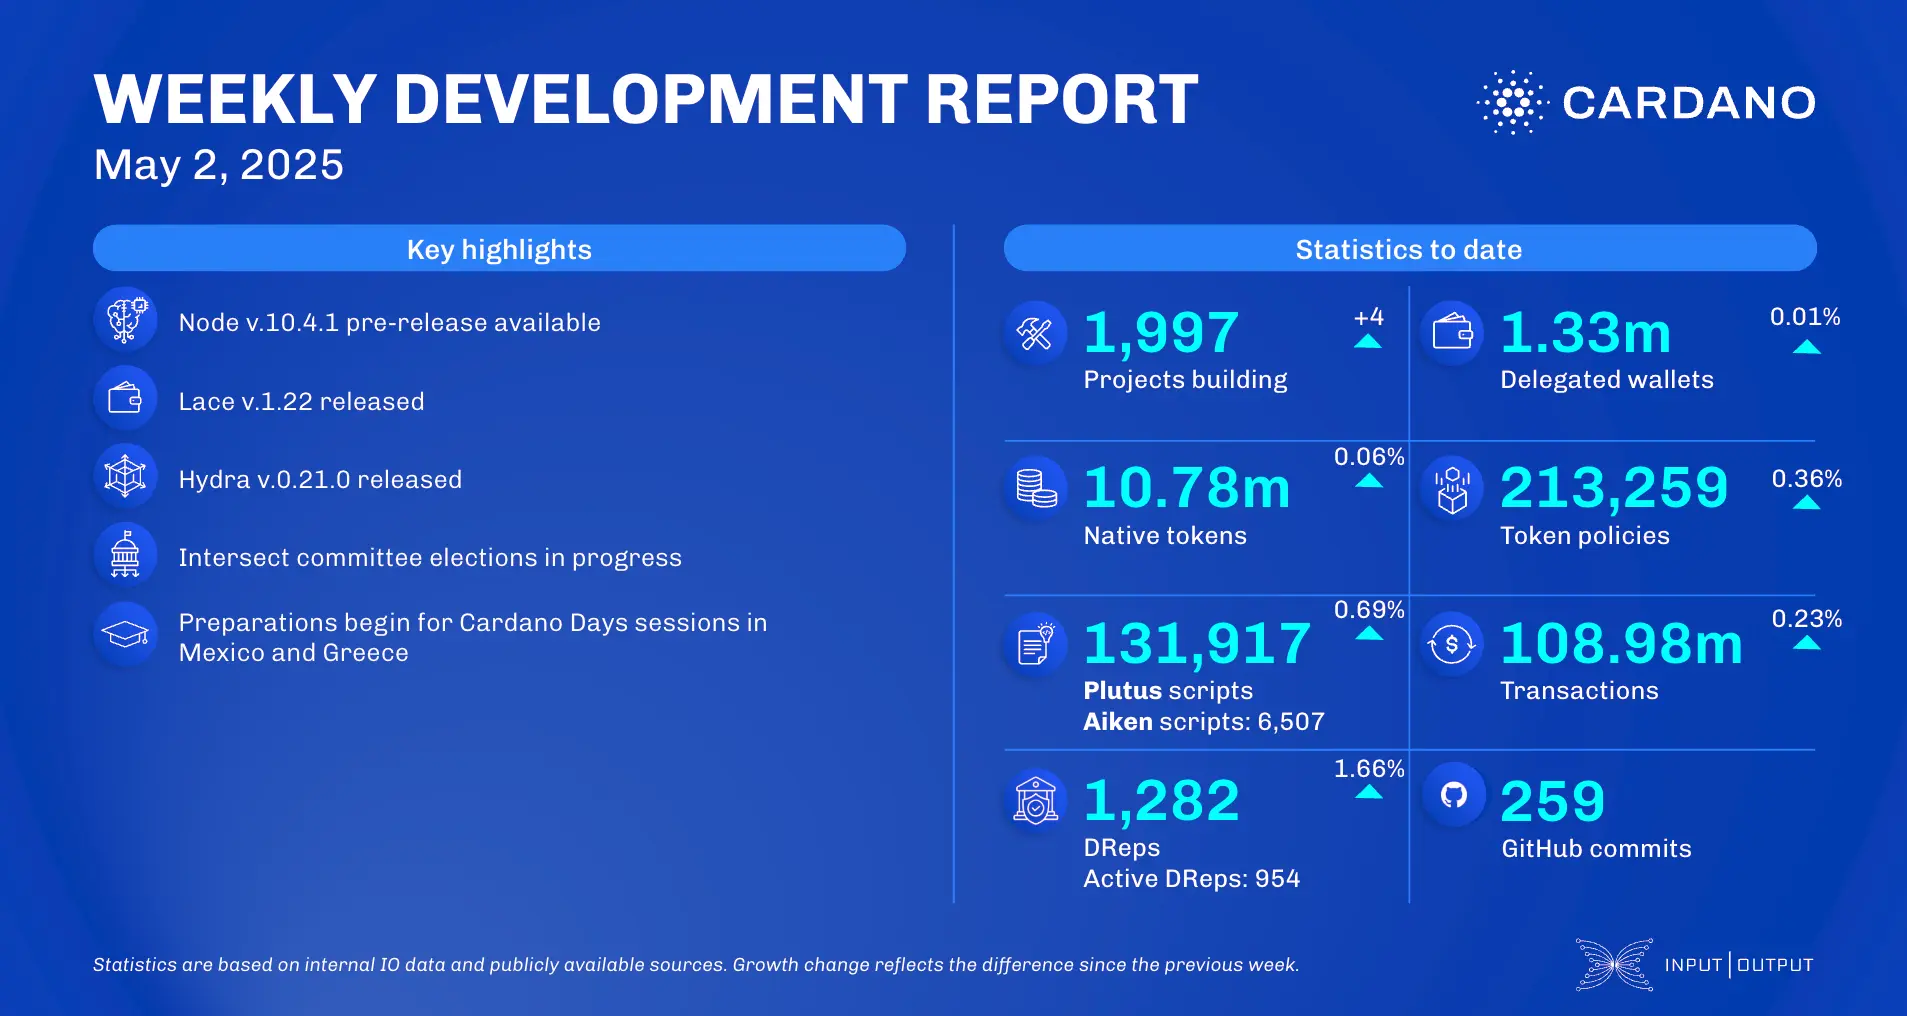 WEEKLY DEVELOPMENT REPORT
May 2, 2025
CARDANO
Key highlights
Node v.10.4.1 pre-release available
Lace v.1.22 released
Hydra v.0.21.0 released
Intersect committee elections in progress
Preparations begin for Cardano Days sessions in
Mexico and Greece
Statistics to date
1,997
+4
Projects building
1.33m
0.01%
Delegated wallets
10.78m
0.06%
Native tokens
213,259
0.36%
Token policies
131,917
0.69%
Plutus scripts
Aiken scripts: 6,507
108.98m
0.23%
Transactions
1,282
1.66%
DReps
Active DReps: 954
259
GitHub commits
Statistics are based on internal IO data and publicly available sources. Growth change reflects the difference since the previous week.
INPUT|OUTPUT